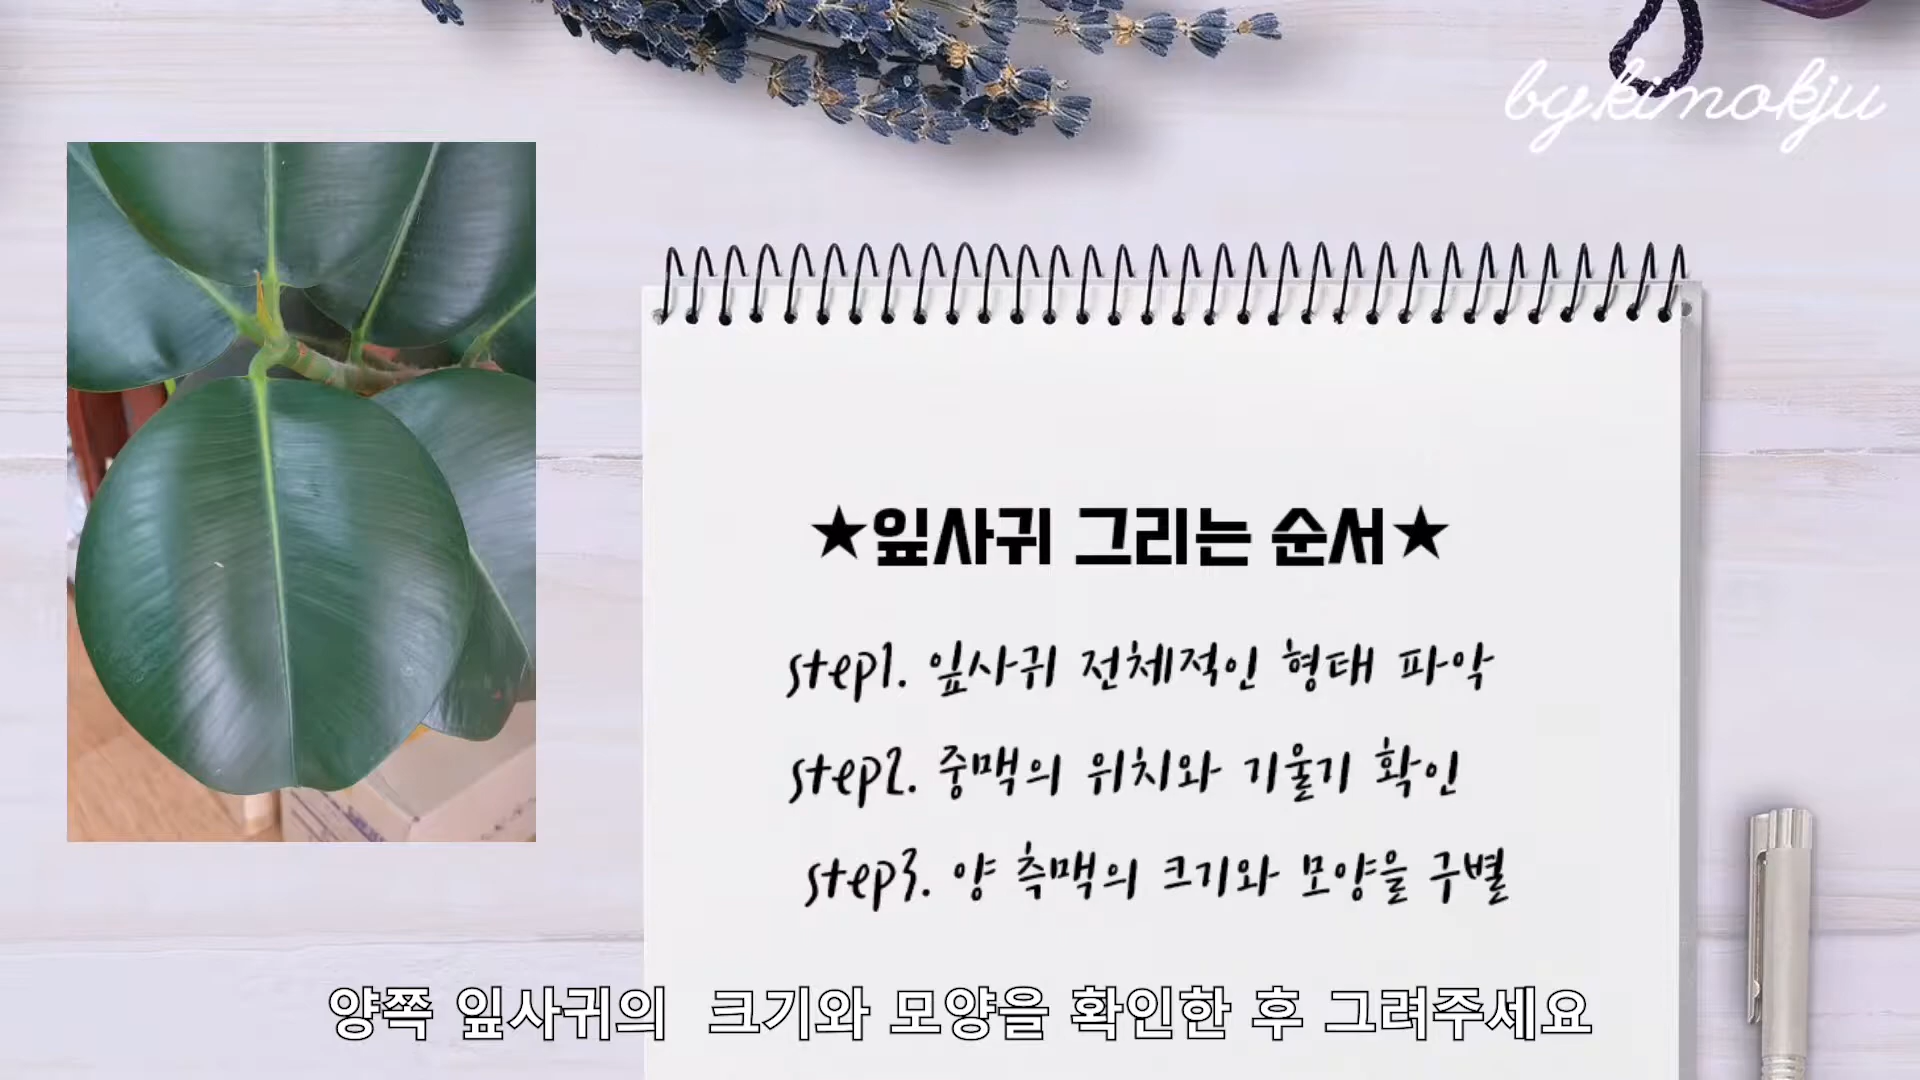 by.kimokju
★잎사귀 그리는 순서★
step1. 잎사귀 전체적인 형태 파악
step2. 중맥의 위치와 기울기 확인
step3. 양 측맥의 크기와 모양을 구별
양쪽 잎사귀의 크기와 모양을 확인한 후 그려주세요